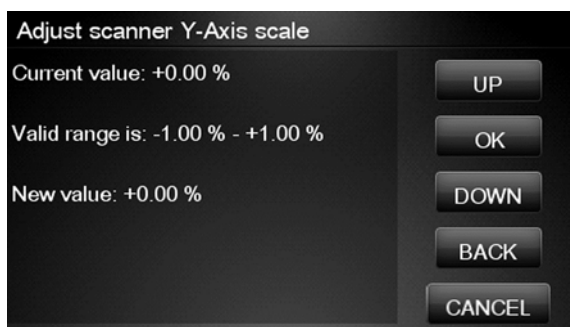 Adjust scanner Y-Axis scale
Current value: +0.00 %
Valid range is: -1.00 % - +1.00 %
New value: +0.00 %
UP
OK
DOWN
BACK
CANCEL